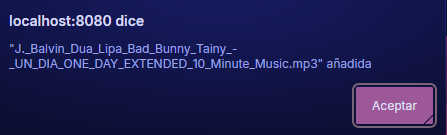 localhost:8080 dice
"J._Balvin_Dua_Lipa_Bad_Bunny_Tainy_-
_UN_DIA_ONE_DAY_EXTENDED_10_Minute_Music.mp3" añadida
Aceptar